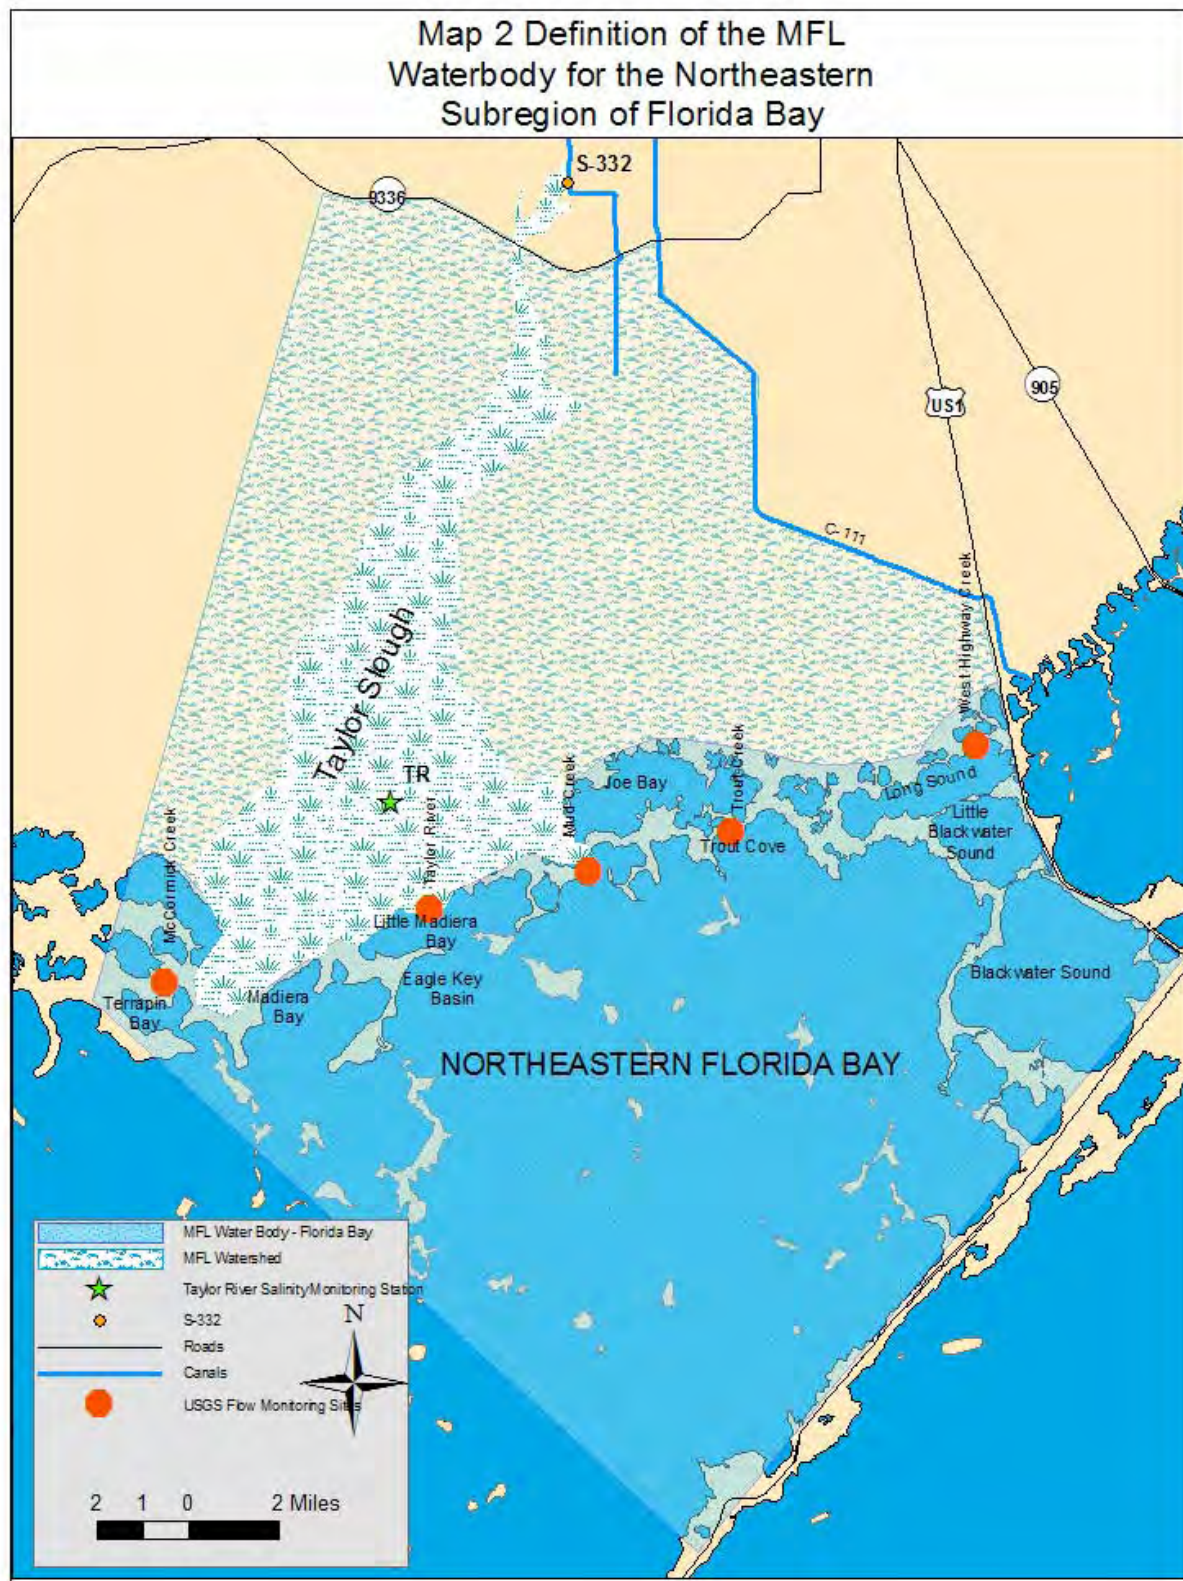 Map 2 Definition of the MFL
Waterbody for the Northeastern
Subregion of Florida Bay
S-332
9336
905
US1
C-111
West Highway Creek
Taylor Slough
TR
Taylor River
Mud Creek
Joe Bay
Trout Creek
Trout Cove
Long Sound
Little
Blackwater
Sound
McCormick Creek
Little Madiera
Bay
Eagle Key
Basin
Madiera
Bay
Terrapin
Bay
Blackwater Sound
NORTHEASTERN FLORIDA BAY
MFL Water Body - Florida Bay
MFL Watershed
Taylor River Salinity Monitoring Station
S-332
N
Roads
Canals
USGS Flow Monitoring Sites
2 1 0 2 Miles